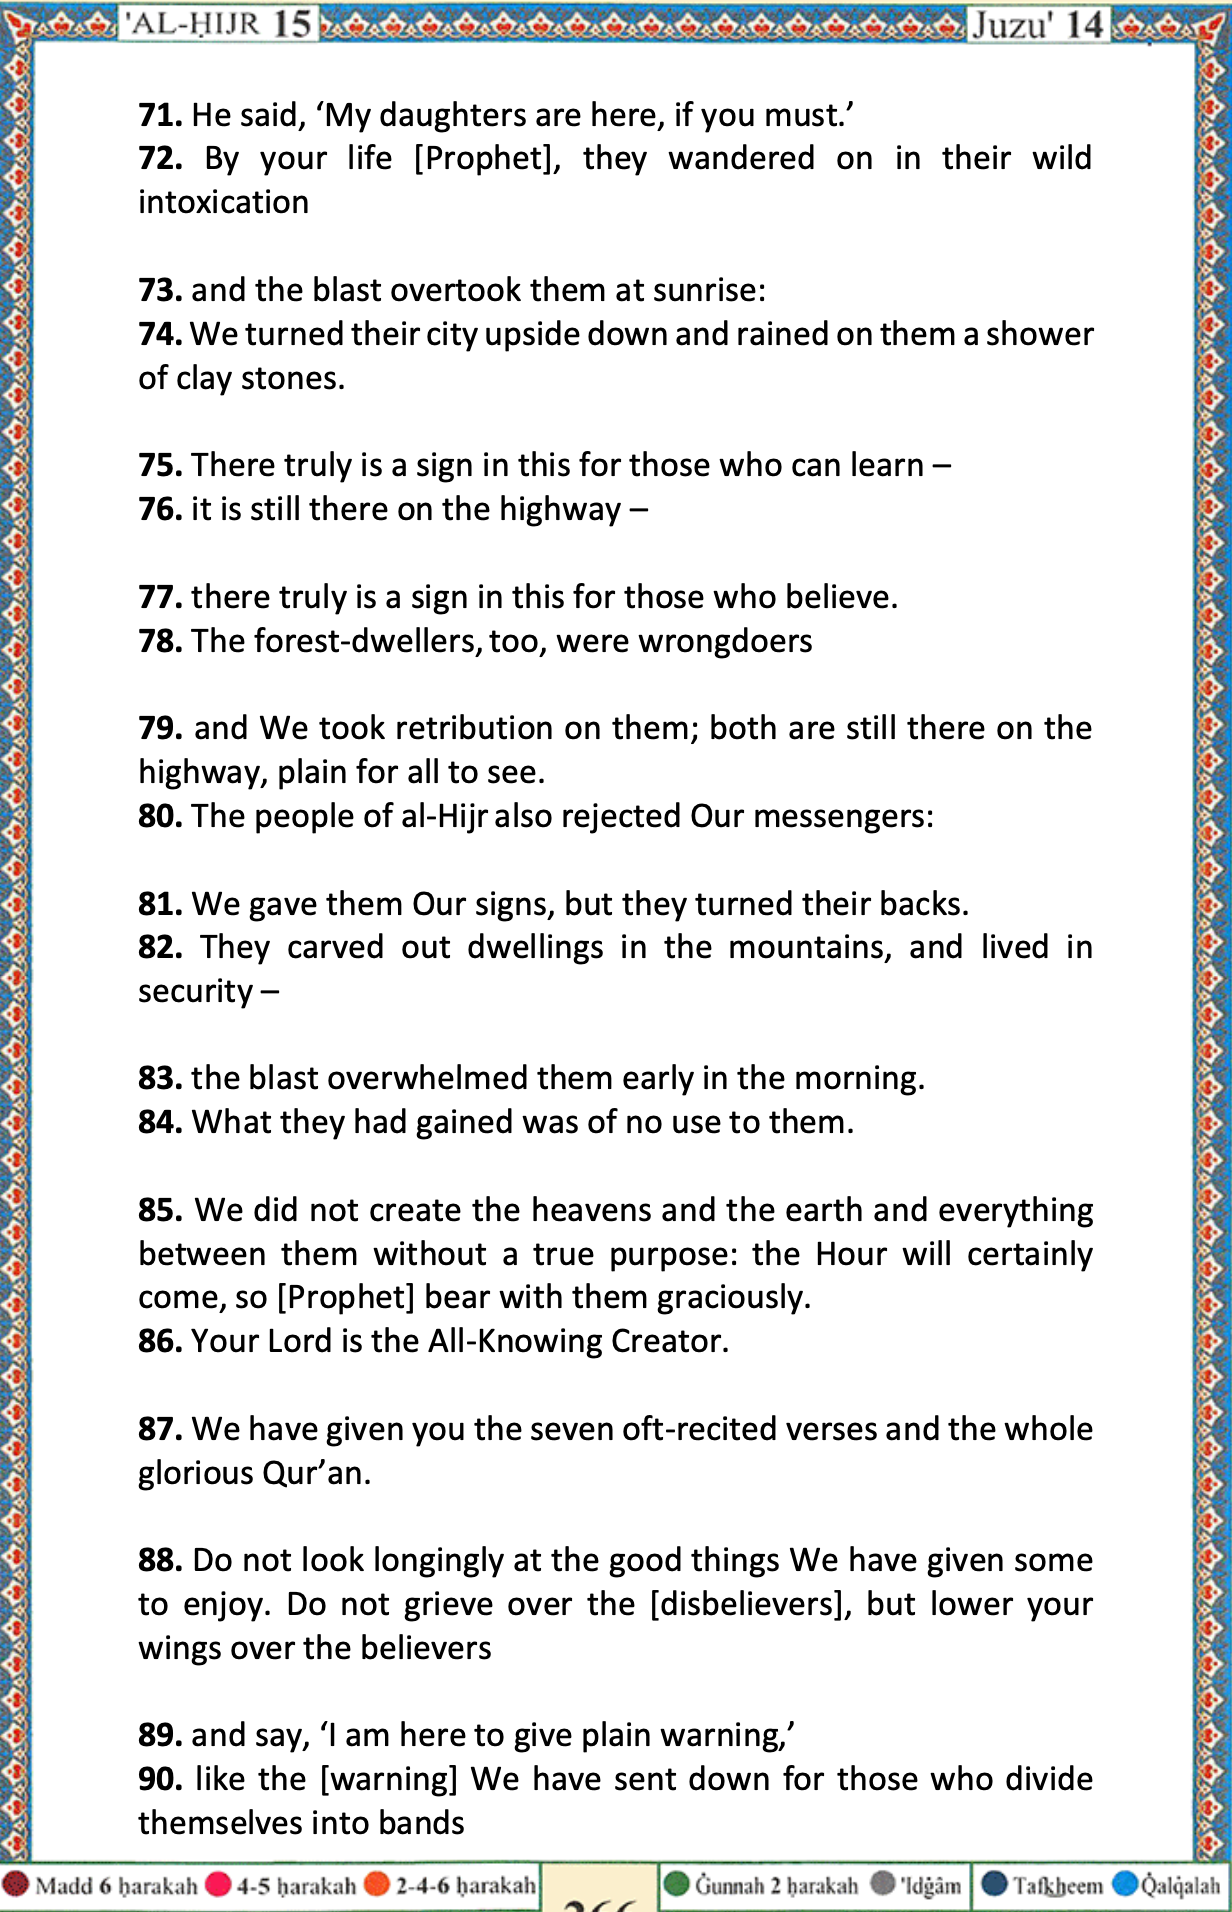 'AL-ḤIJR 15
Juzu' 14
71. He said, ‘My daughters are here, if you must.’
72. By your life [Prophet], they wandered on in their wild
intoxication
73. and the blast overtook them at sunrise:
74. We turned their city upside down and rained on them a shower
of clay stones.
75. There truly is a sign in this for those who can learn –
76. it is still there on the highway –
77. there truly is a sign in this for those who believe.
78. The forest-dwellers, too, were wrongdoers
79. and We took retribution on them; both are still there on the
highway, plain for all to see.
80. The people of al-Hijr also rejected Our messengers:
81. We gave them Our signs, but they turned their backs.
82. They carved out dwellings in the mountains, and lived in
security –
83. the blast overwhelmed them early in the morning.
84. What they had gained was of no use to them.
85. We did not create the heavens and the earth and everything
between them without a true purpose: the Hour will certainly
come, so [Prophet] bear with them graciously.
86. Your Lord is the All-Knowing Creator.
87. We have given you the seven oft-recited verses and the whole
glorious Qur’an.
88. Do not look longingly at the good things We have given some
to enjoy. Do not grieve over the [disbelievers], but lower your
wings over the believers
89. and say, ‘I am here to give plain warning,’
90. like the [warning] We have sent down for those who divide
themselves into bands
Madd 6 ḥarakah 4-5 ḥarakah 2-4-6 ḥarakah 266 Ġunnah 2 ḥarakah 'Idġâm Tafkheem Q̇alq̇alah